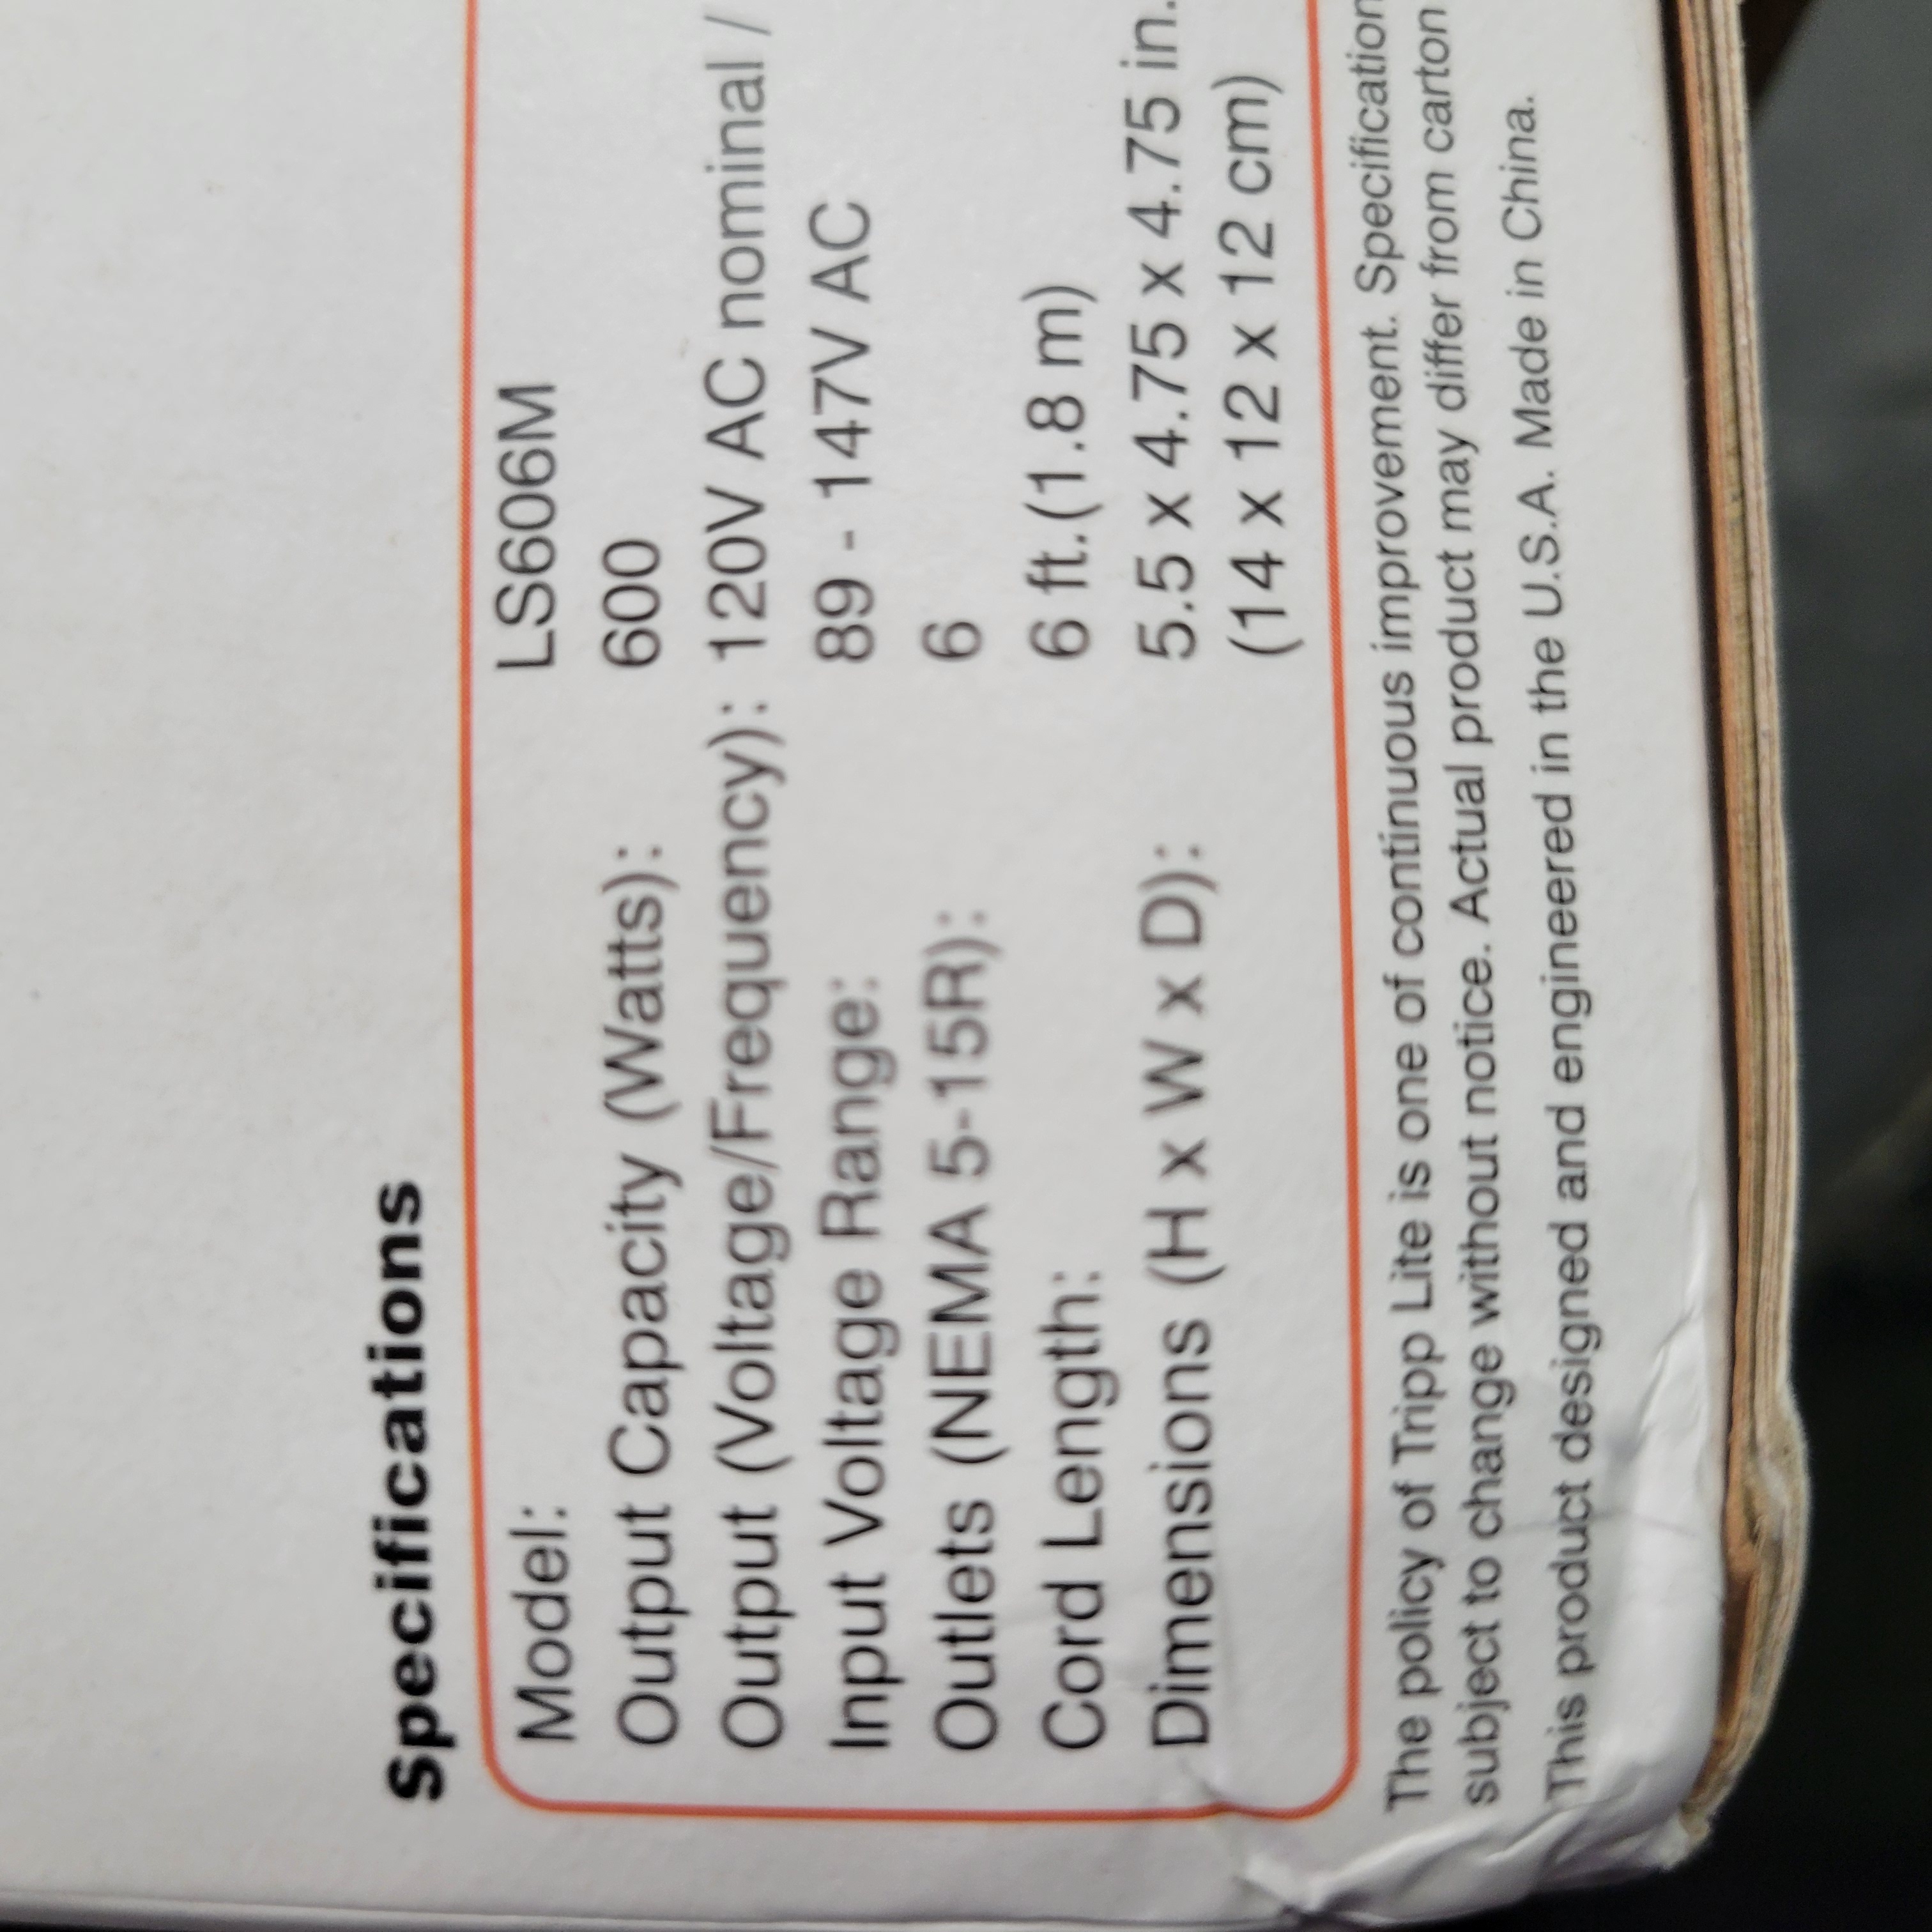 Specifications
Model: LS606M
Output Capacity (Watts): 600
Output (Voltage/Frequency): 120V AC nominal /
Input Voltage Range: 89 - 147V AC
Outlets (NEMA 5-15R): 6
Cord Length: 6 ft.(1.8 m)
Dimensions (H x W x D): 5.5 x 4.75 x 4.75 in.
(14 x 12 x 12 cm)
The policy of Tripp Lite is one of continuous improvement. Specification
subject to change without notice. Actual product may differ from carton
This product designed and engineered in the U.S.A. Made in China.